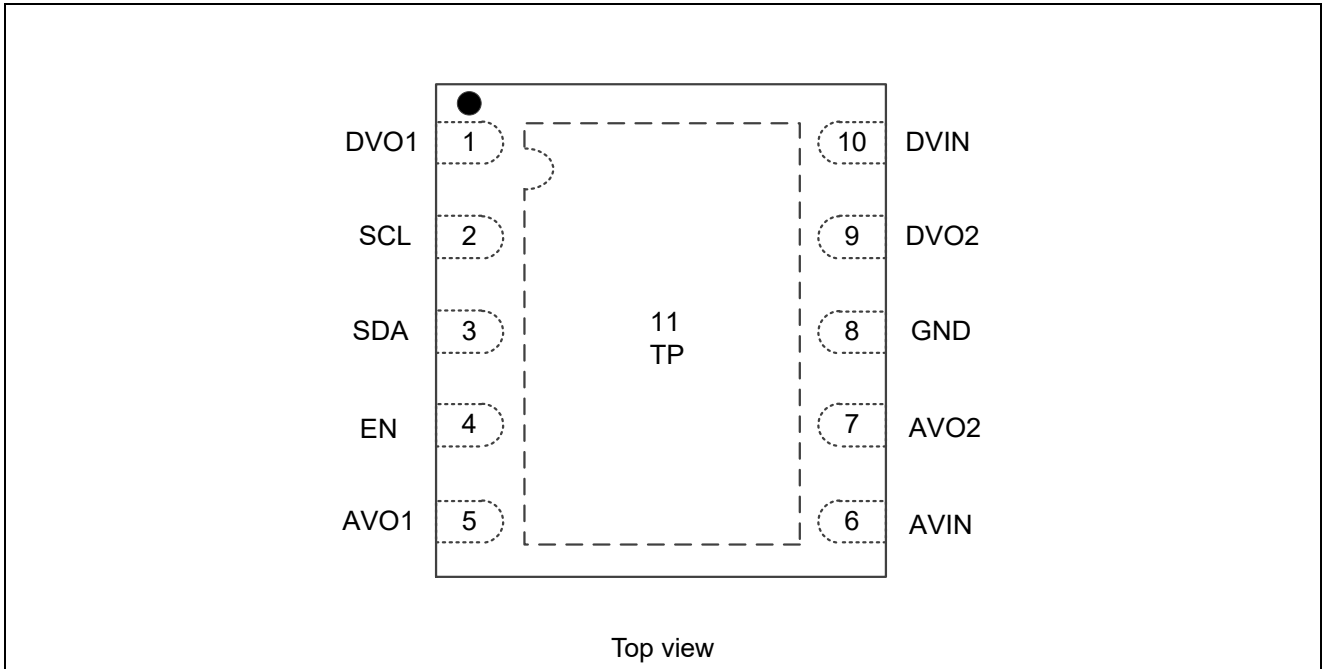 DVO1 1 10 DVIN
SCL 2 9 DVO2
SDA 3 11 8 GND
TP
EN 4 7 AVO2
AVO1 5 6 AVIN
Top view